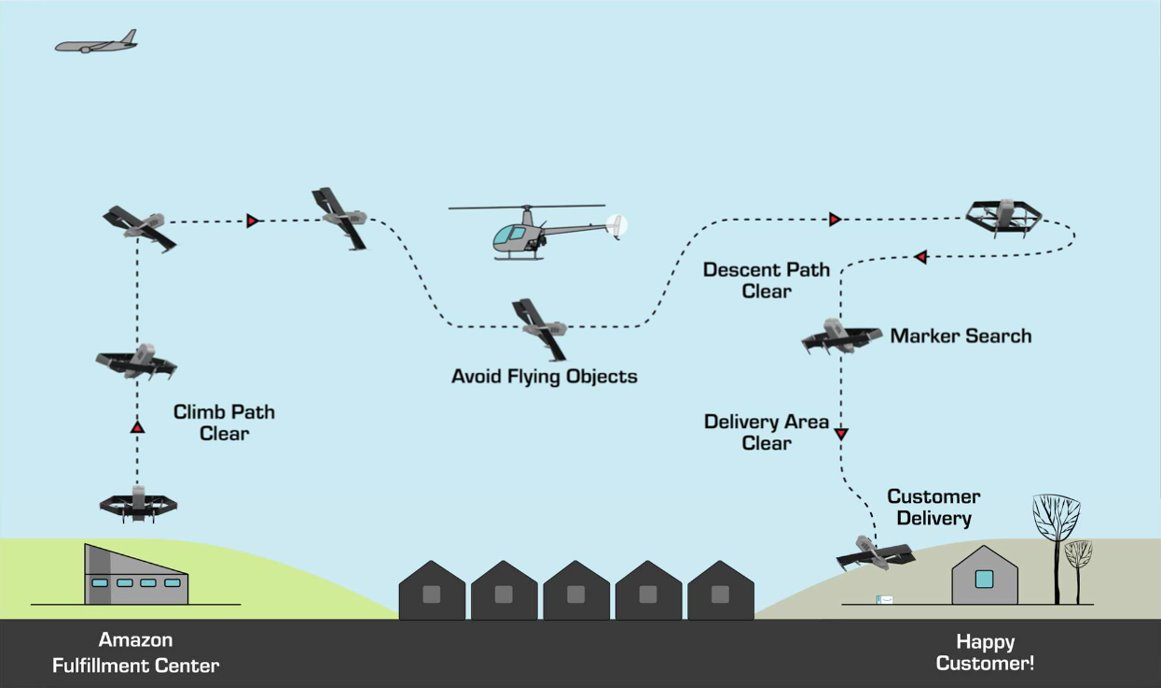 Descent Path
Clear
Marker Search
Avoid Flying Objects
Climb Path
Clear
Delivery Area
Clear
Customer
Delivery
Amazon
Fulfillment Center
Happy
Customer!